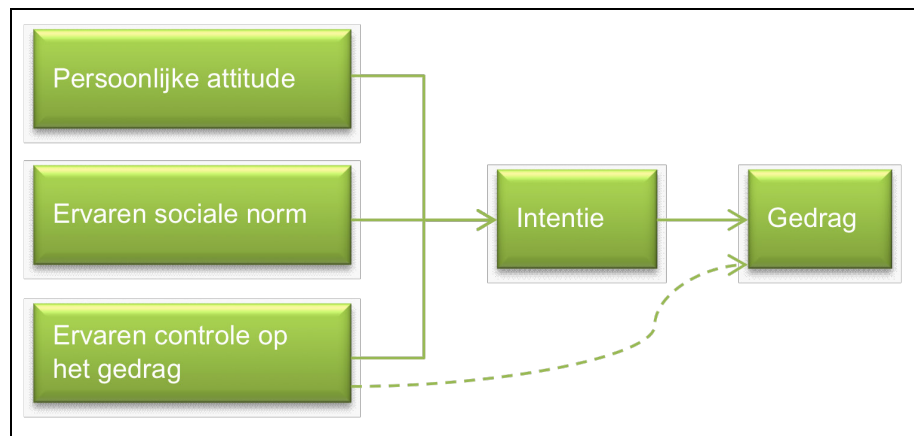 Persoonlijke attitude
Ervaren sociale norm
Ervaren controle op
het gedrag
Intentie
Gedrag